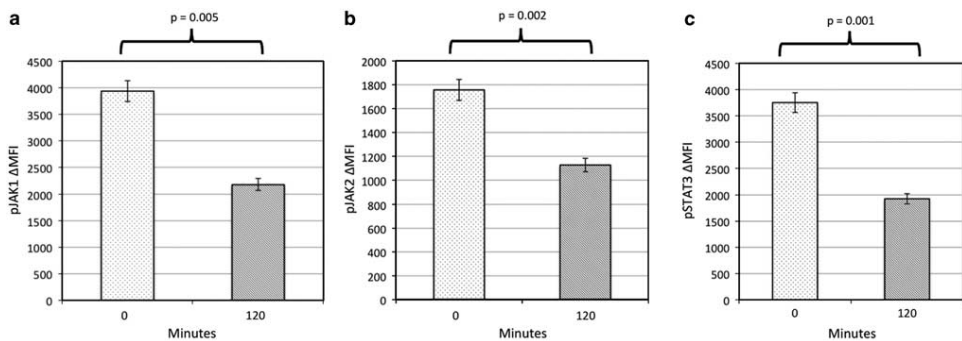 a
p = 0.005
pJAK1 ΔMFI
4500
4000
3500
3000
2500
2000
1500
1000
500
0
0 120
Minutes
b
p = 0.002
pJAK2 ΔMFI
2000
1800
1600
1400
1200
1000
800
600
400
200
0
0 120
Minutes
c
p = 0.001
pSTAT3 ΔMFI
4500
4000
3500
3000
2500
2000
1500
1000
500
0
0 120
Minutes